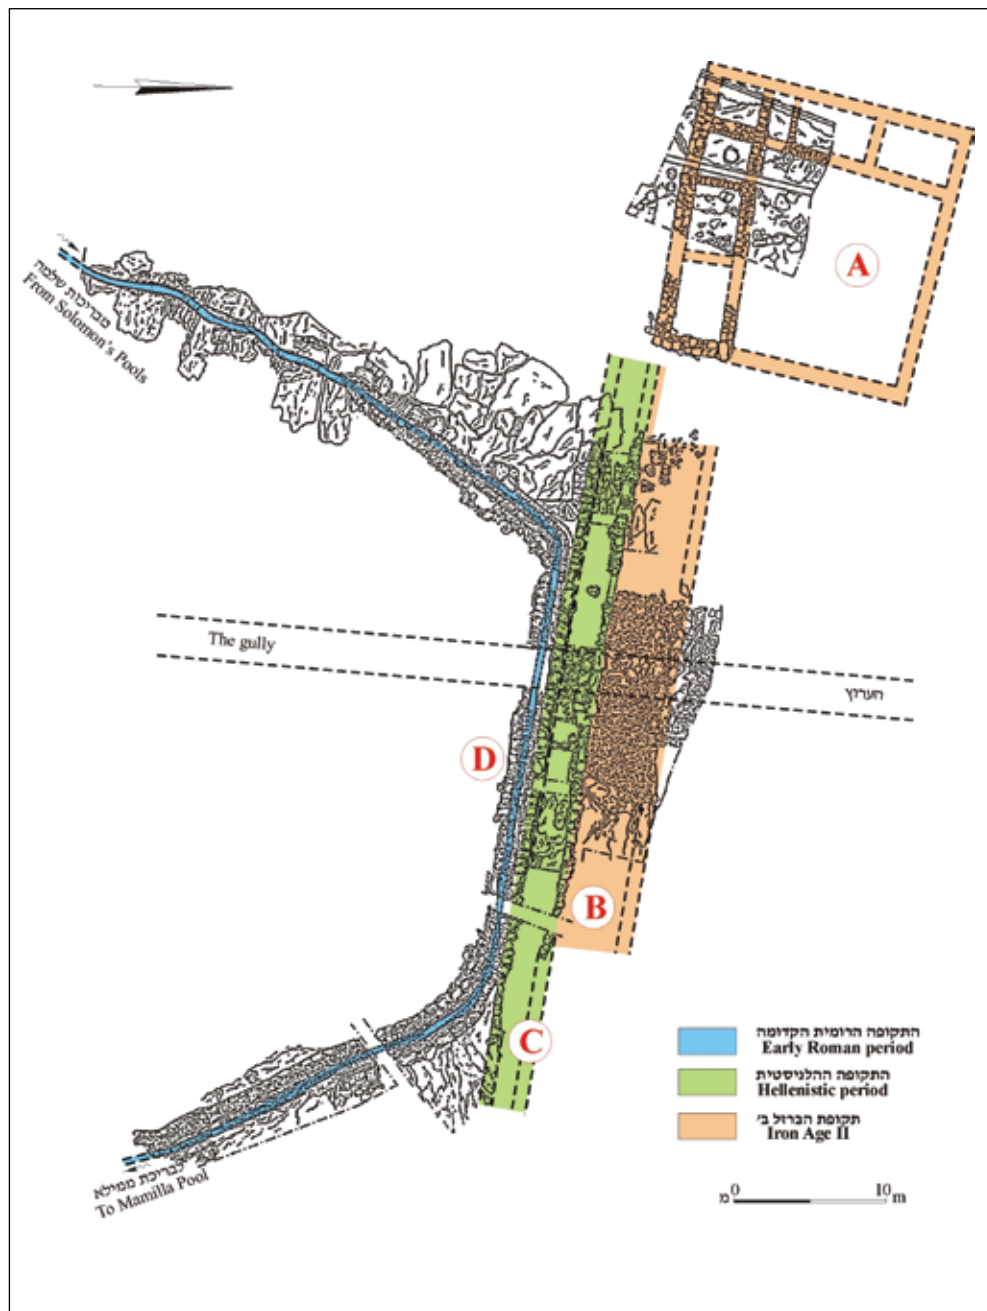 A
מבריכות שלמה
From Solomon's Pools
The gully
הערוץ
D
B
C
התקופה הרומית הקדומה
Early Roman period
התקופה ההלניסטית
Hellenistic period
תקופת הברזל ב'
Iron Age II
לבריכת ממילא
To Mamilla Pool
מ 0 10 m